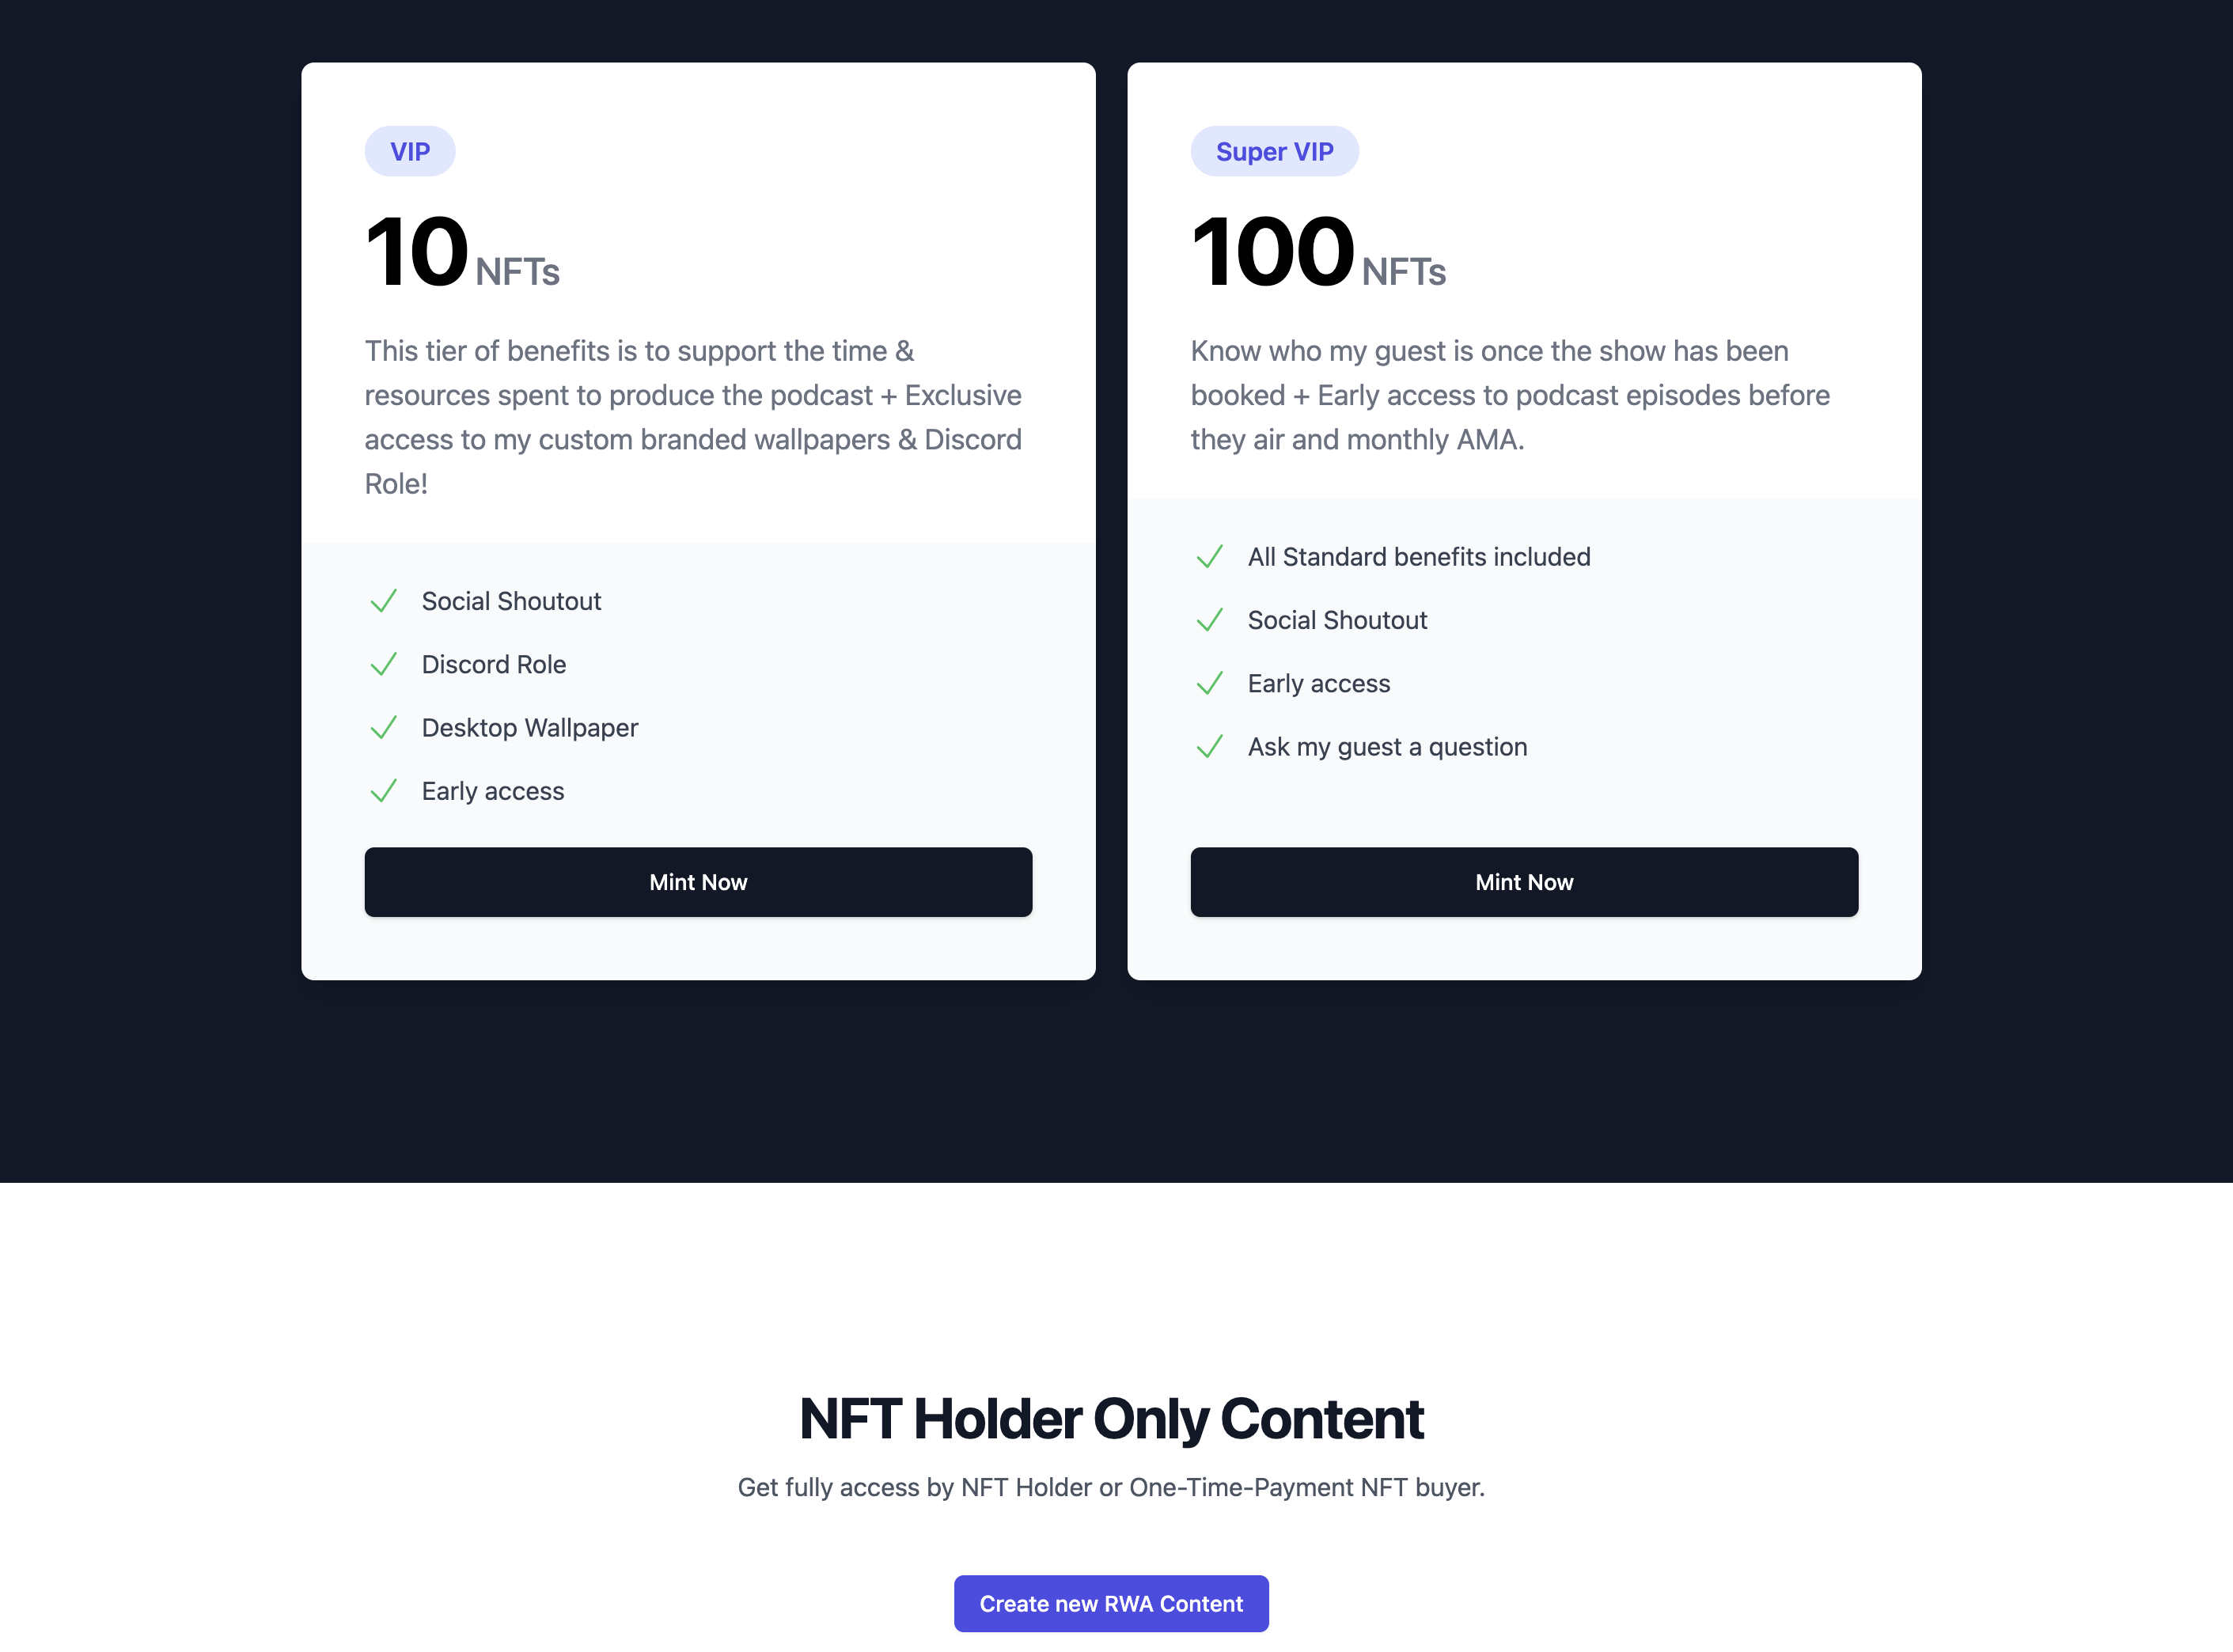 VIP
10 NFTs
This tier of benefits is to support the time &
resources spent to produce the podcast + Exclusive
access to my custom branded wallpapers & Discord
Role!
Social Shoutout
Discord Role
Desktop Wallpaper
Early access
Mint Now
Super VIP
100 NFTs
Know who my guest is once the show has been
booked + Early access to podcast episodes before
they air and monthly AMA.
All Standard benefits included
Social Shoutout
Early access
Ask my guest a question
Mint Now
NFT Holder Only Content
Get fully access by NFT Holder or One-Time-Payment NFT buyer.
Create new RWA Content